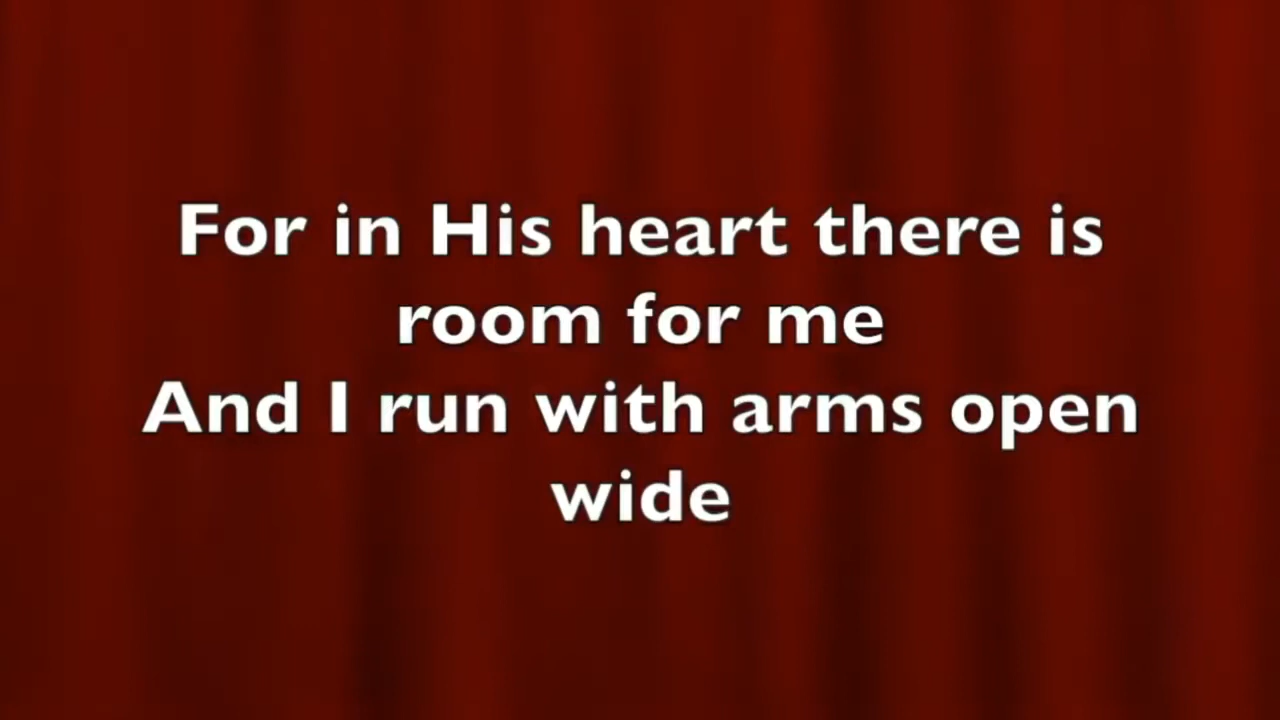 For in His heart there is
room for me
And I run with arms open
wide